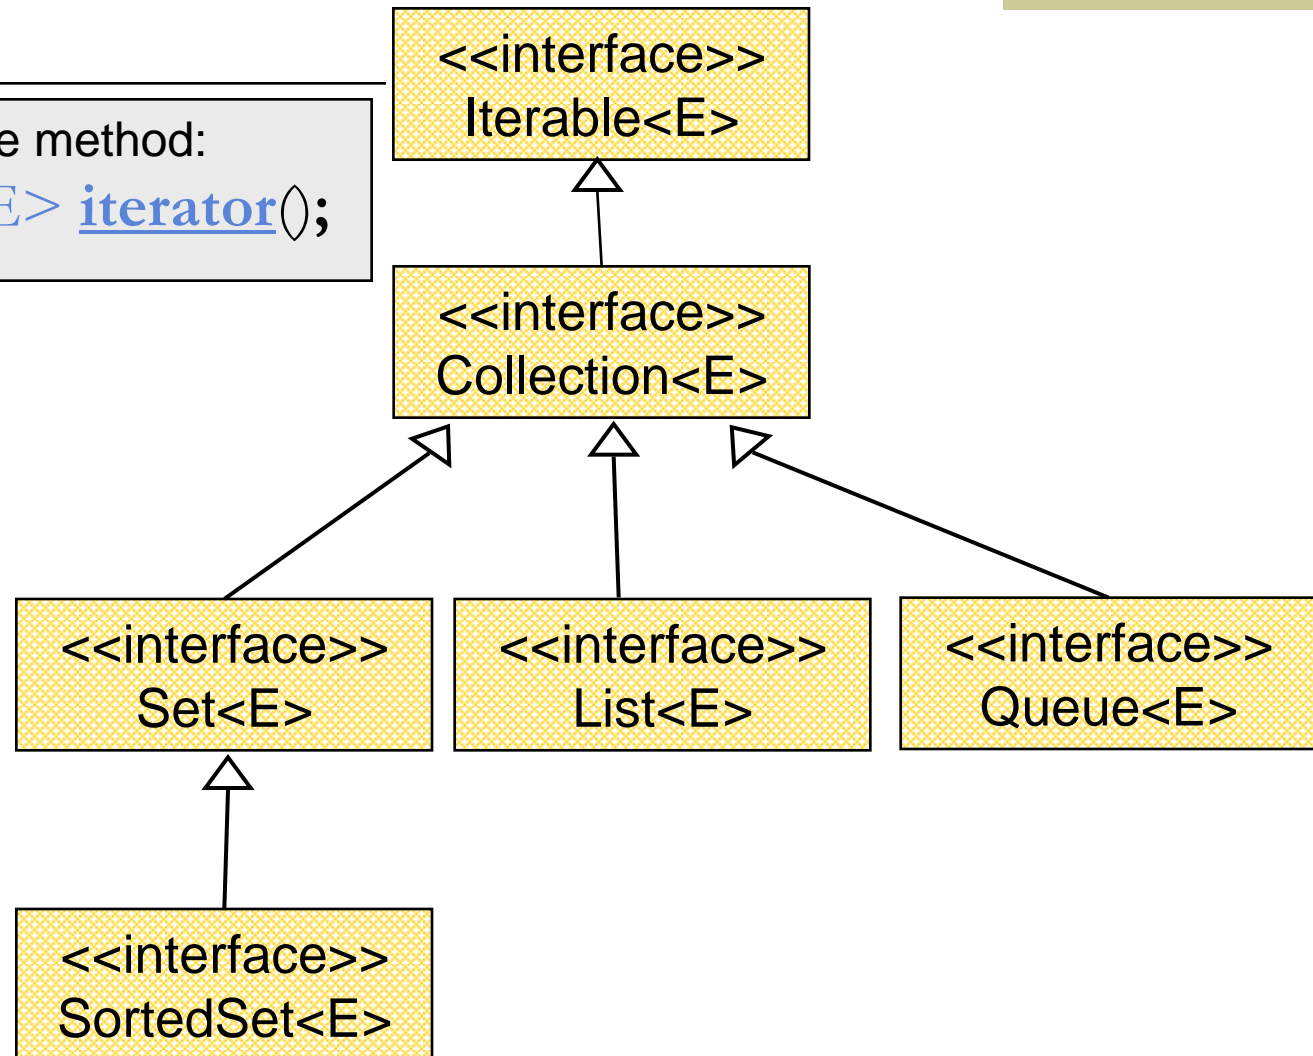 <<interface>>
Iterable<E>
e method:
E> iterator();
<<interface>>
Collection<E>
<<interface>>
Set<E>
<<interface>>
List<E>
<<interface>>
Queue<E>
<<interface>>
SortedSet<E>